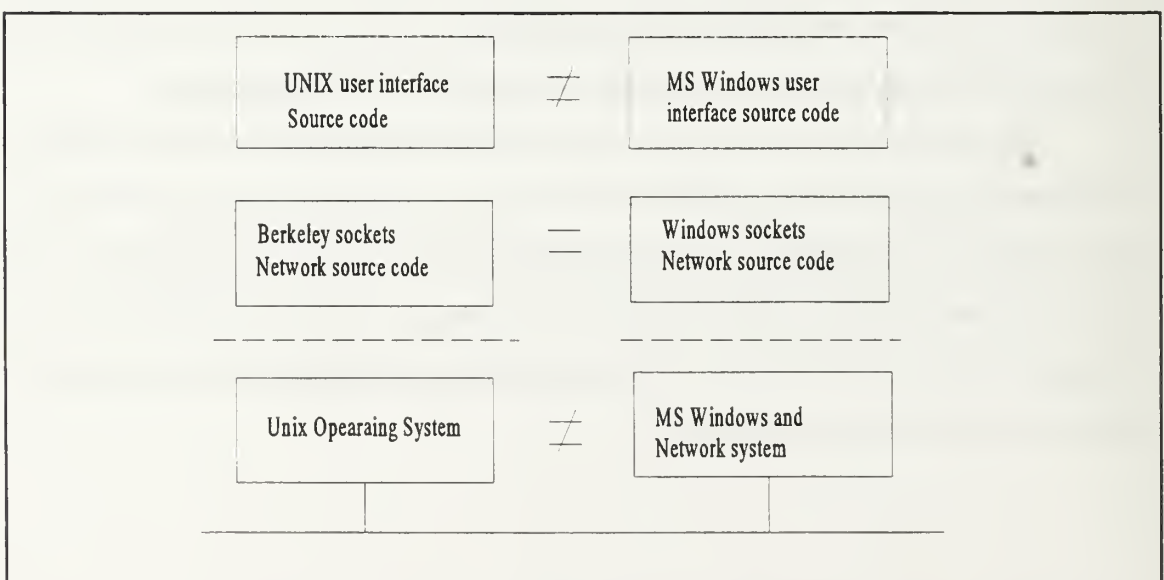 UNIX user interface
Source code
≠
MS Windows user
interface source code
Berkeley sockets
Network source code
=
Windows sockets
Network source code
Unix Opearaing System
≠
MS Windows and
Network system